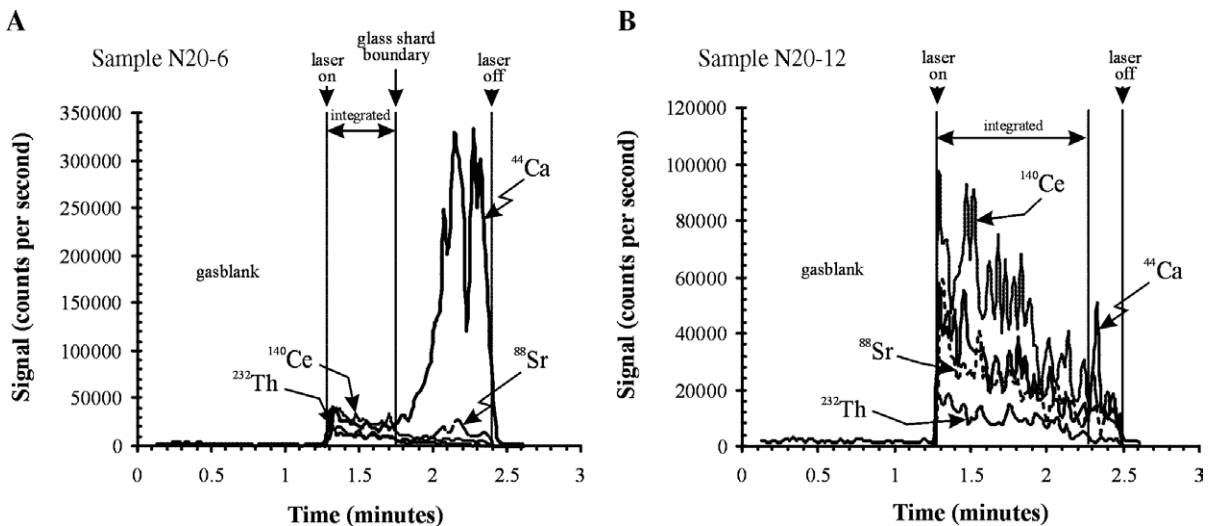 A
Sample N20-6
glass shard
boundary
laser
on
laser
off
integrated
350000
300000
250000
200000
150000
100000
50000
0
Signal (counts per second)
gasblank
⁴⁴Ca
¹⁴⁰Ce
⁸⁸Sr
²³²Th
0 0.5 1 1.5 2 2.5 3
Time (minutes)
B
Sample N20-12
laser
on
laser
off
integrated
120000
100000
80000
60000
40000
20000
0
Signal (counts per second)
gasblank
¹⁴⁰Ce
⁴⁴Ca
⁸⁸Sr
²³²Th
0 0.5 1 1.5 2 2.5 3
Time (minutes)